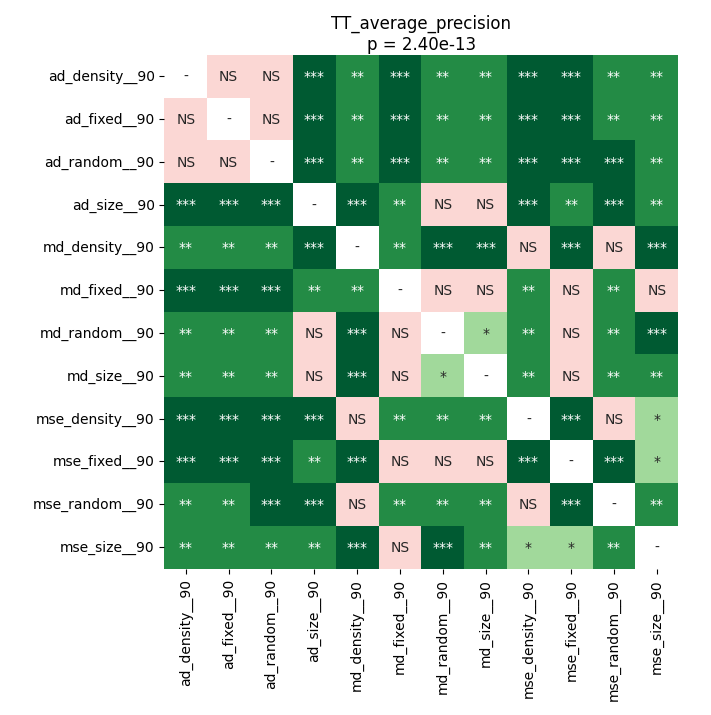 TT_average_precision
p = 2.40e-13
ad_density__90 - NS NS *** ** *** ** ** *** *** ** **
ad_fixed__90 NS - NS *** ** *** ** ** *** *** ** **
ad_random__90 NS NS - *** ** *** ** ** *** *** *** **
ad_size__90 *** *** *** - *** ** NS NS *** ** *** **
md_density__90 ** ** ** *** - ** *** *** NS *** NS ***
md_fixed__90 *** *** *** ** ** - NS NS ** NS ** NS
md_random__90 ** ** ** NS *** NS - * ** NS ** ***
md_size__90 ** ** ** NS *** NS * - ** NS ** **
mse_density__90 *** *** *** *** NS ** ** ** - *** NS *
mse_fixed__90 *** *** *** ** *** NS NS NS *** - *** *
mse_random__90 ** ** *** *** NS ** ** ** NS *** - **
mse_size__90 ** ** ** ** *** NS *** ** * * ** -
ad_density__90
ad_fixed__90
ad_random__90
ad_size__90
md_density__90
md_fixed__90
md_random__90
md_size__90
mse_density__90
mse_fixed__90
mse_random__90
mse_size__90